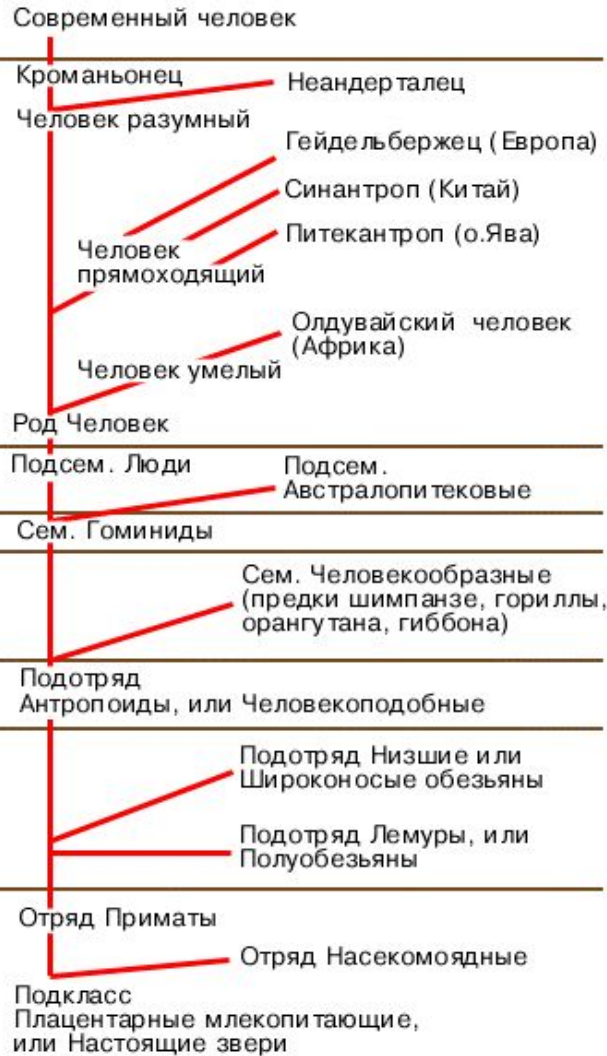 Современный человек
Кроманьонец
Неандерталец
Человек разумный
Гейдельбержец (Европа)
Синантроп (Китай)
Питекантроп (о.Ява)
Человек
прямоходящий
Олдувайский человек
(Африка)
Человек умелый
Род Человек
Подсем. Люди
Подсем.
Австралопитековые
Сем. Гоминиды
Сем. Человекообразные
(предки шимпанзе, гориллы,
орангутана, гиббона)
Подотряд
Антропоиды, или Человекоподобные
Подотряд Низшие или
Широконосые обезьяны
Подотряд Лемуры, или
Полуобезьяны
Отряд Приматы
Отряд Насекомоядные
Подкласс
Плацентарные млекопитающие,
или Настоящие звери